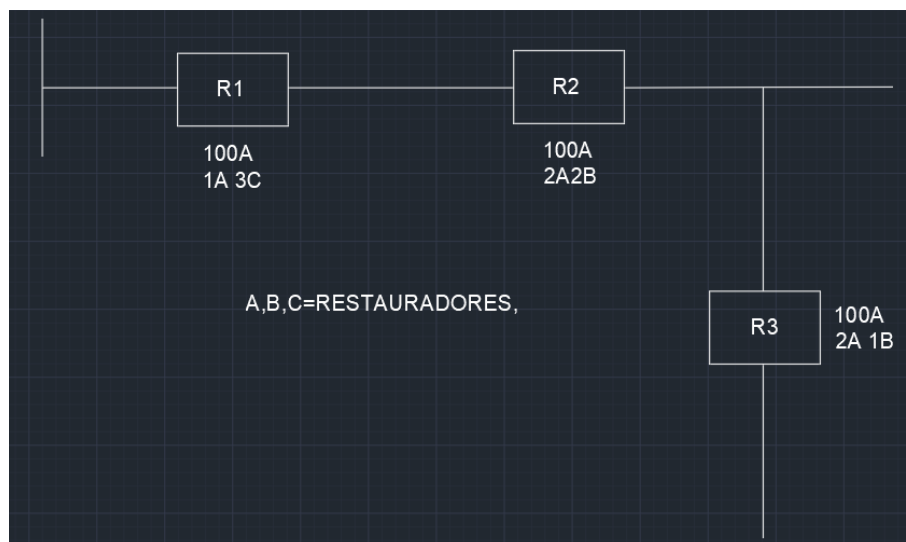 R1
R2
100A
1A 3C
100A
2A2B
A,B,C=RESTAURADORES,
R3
100A
2A 1B